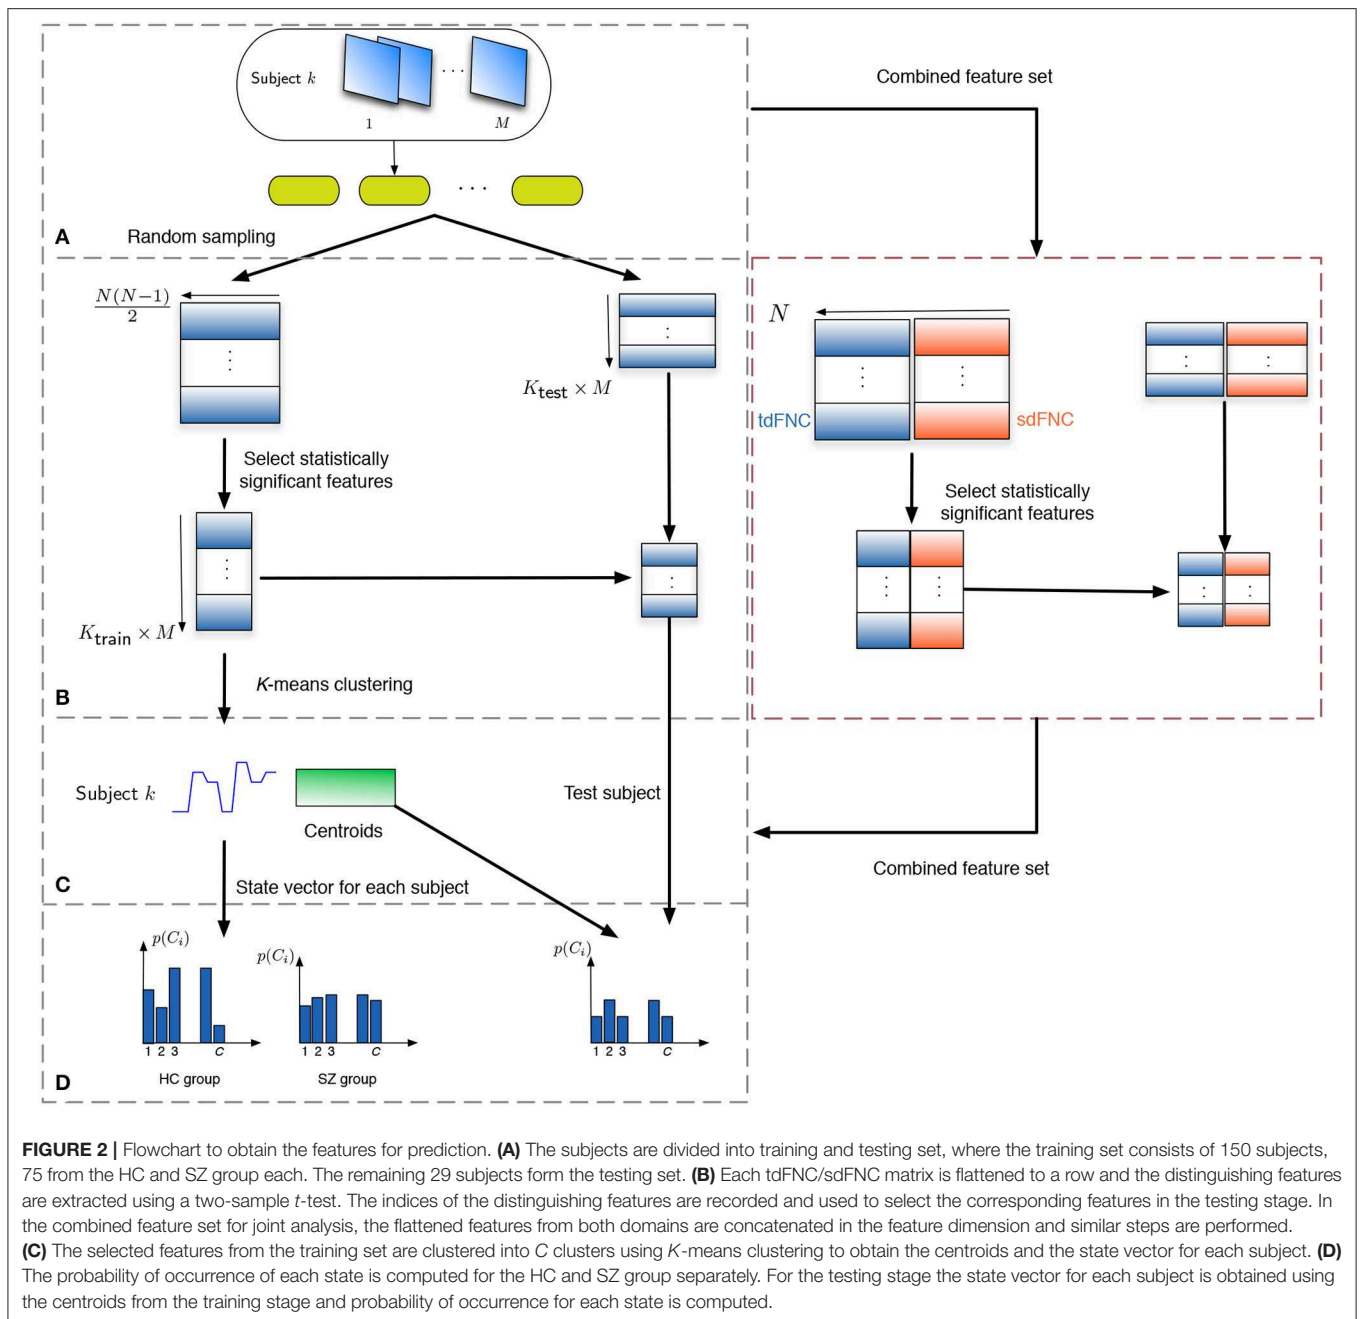 Subject k
. . .
1
M
. . .
A
Random sampling
Combined feature set
N(N−1)
2
K_test × M
Select statistically
significant features
K_train × M
B
K-means clustering
N
tdFNC
sdFNC
Select statistically
significant features
Subject k
Centroids
Test subject
C
State vector for each subject
Combined feature set
p(C_i)
1 2 3 C
HC group
p(C_i)
1 2 3 C
SZ group
p(C_i)
1 2 3 C
D
FIGURE 2 | Flowchart to obtain the features for prediction. (A) The subjects are divided into training and testing set, where the training set consists of 150 subjects,
75 from the HC and SZ group each. The remaining 29 subjects form the testing set. (B) Each tdFNC/sdFNC matrix is flattened to a row and the distinguishing features
are extracted using a two-sample t-test. The indices of the distinguishing features are recorded and used to select the corresponding features in the testing stage. In
the combined feature set for joint analysis, the flattened features from both domains are concatenated in the feature dimension and similar steps are performed.
(C) The selected features from the training set are clustered into C clusters using K-means clustering to obtain the centroids and the state vector for each subject. (D)
The probability of occurrence of each state is computed for the HC and SZ group separately. For the testing stage the state vector for each subject is obtained using
the centroids from the training stage and probability of occurrence for each state is computed.